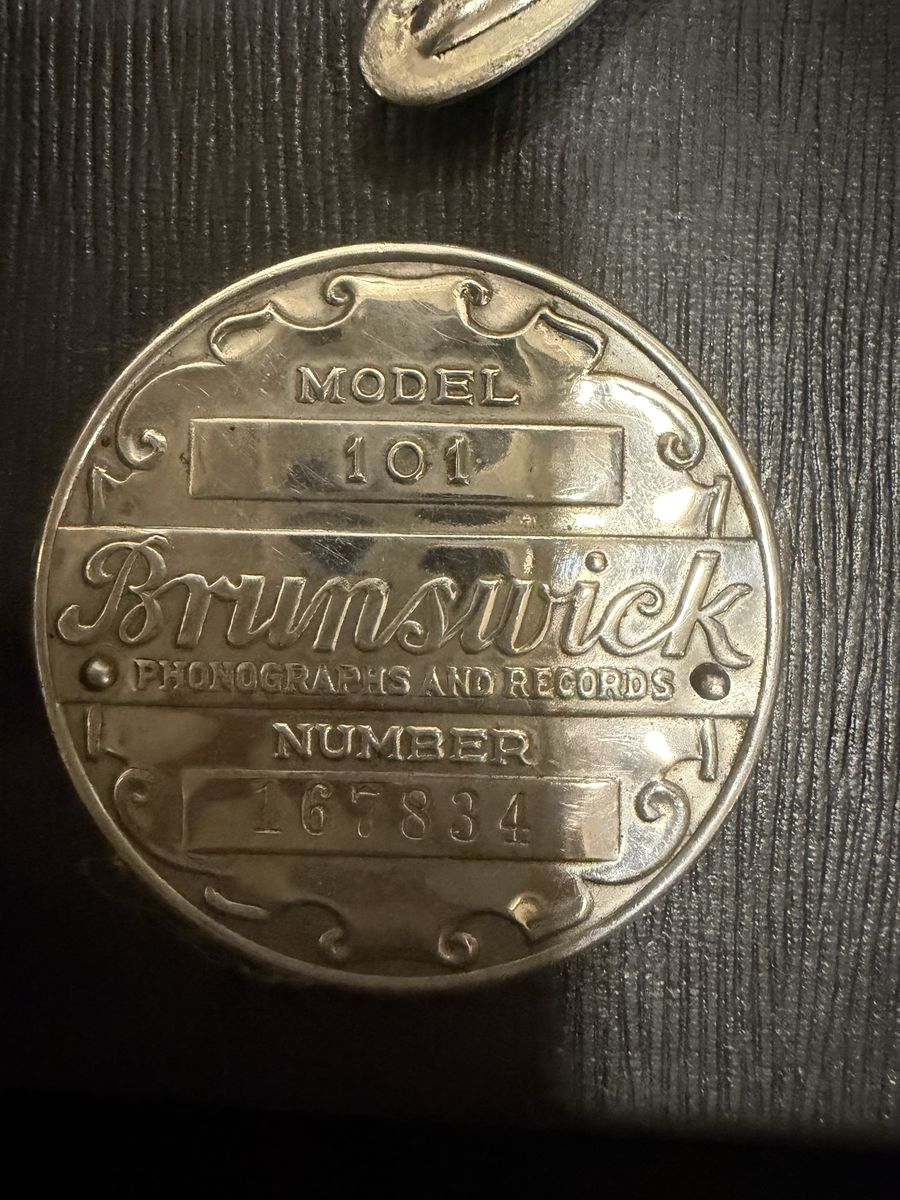 MODEL
101
Brunswick
PHONOGRAPHS AND RECORDS
NUMBER
167834